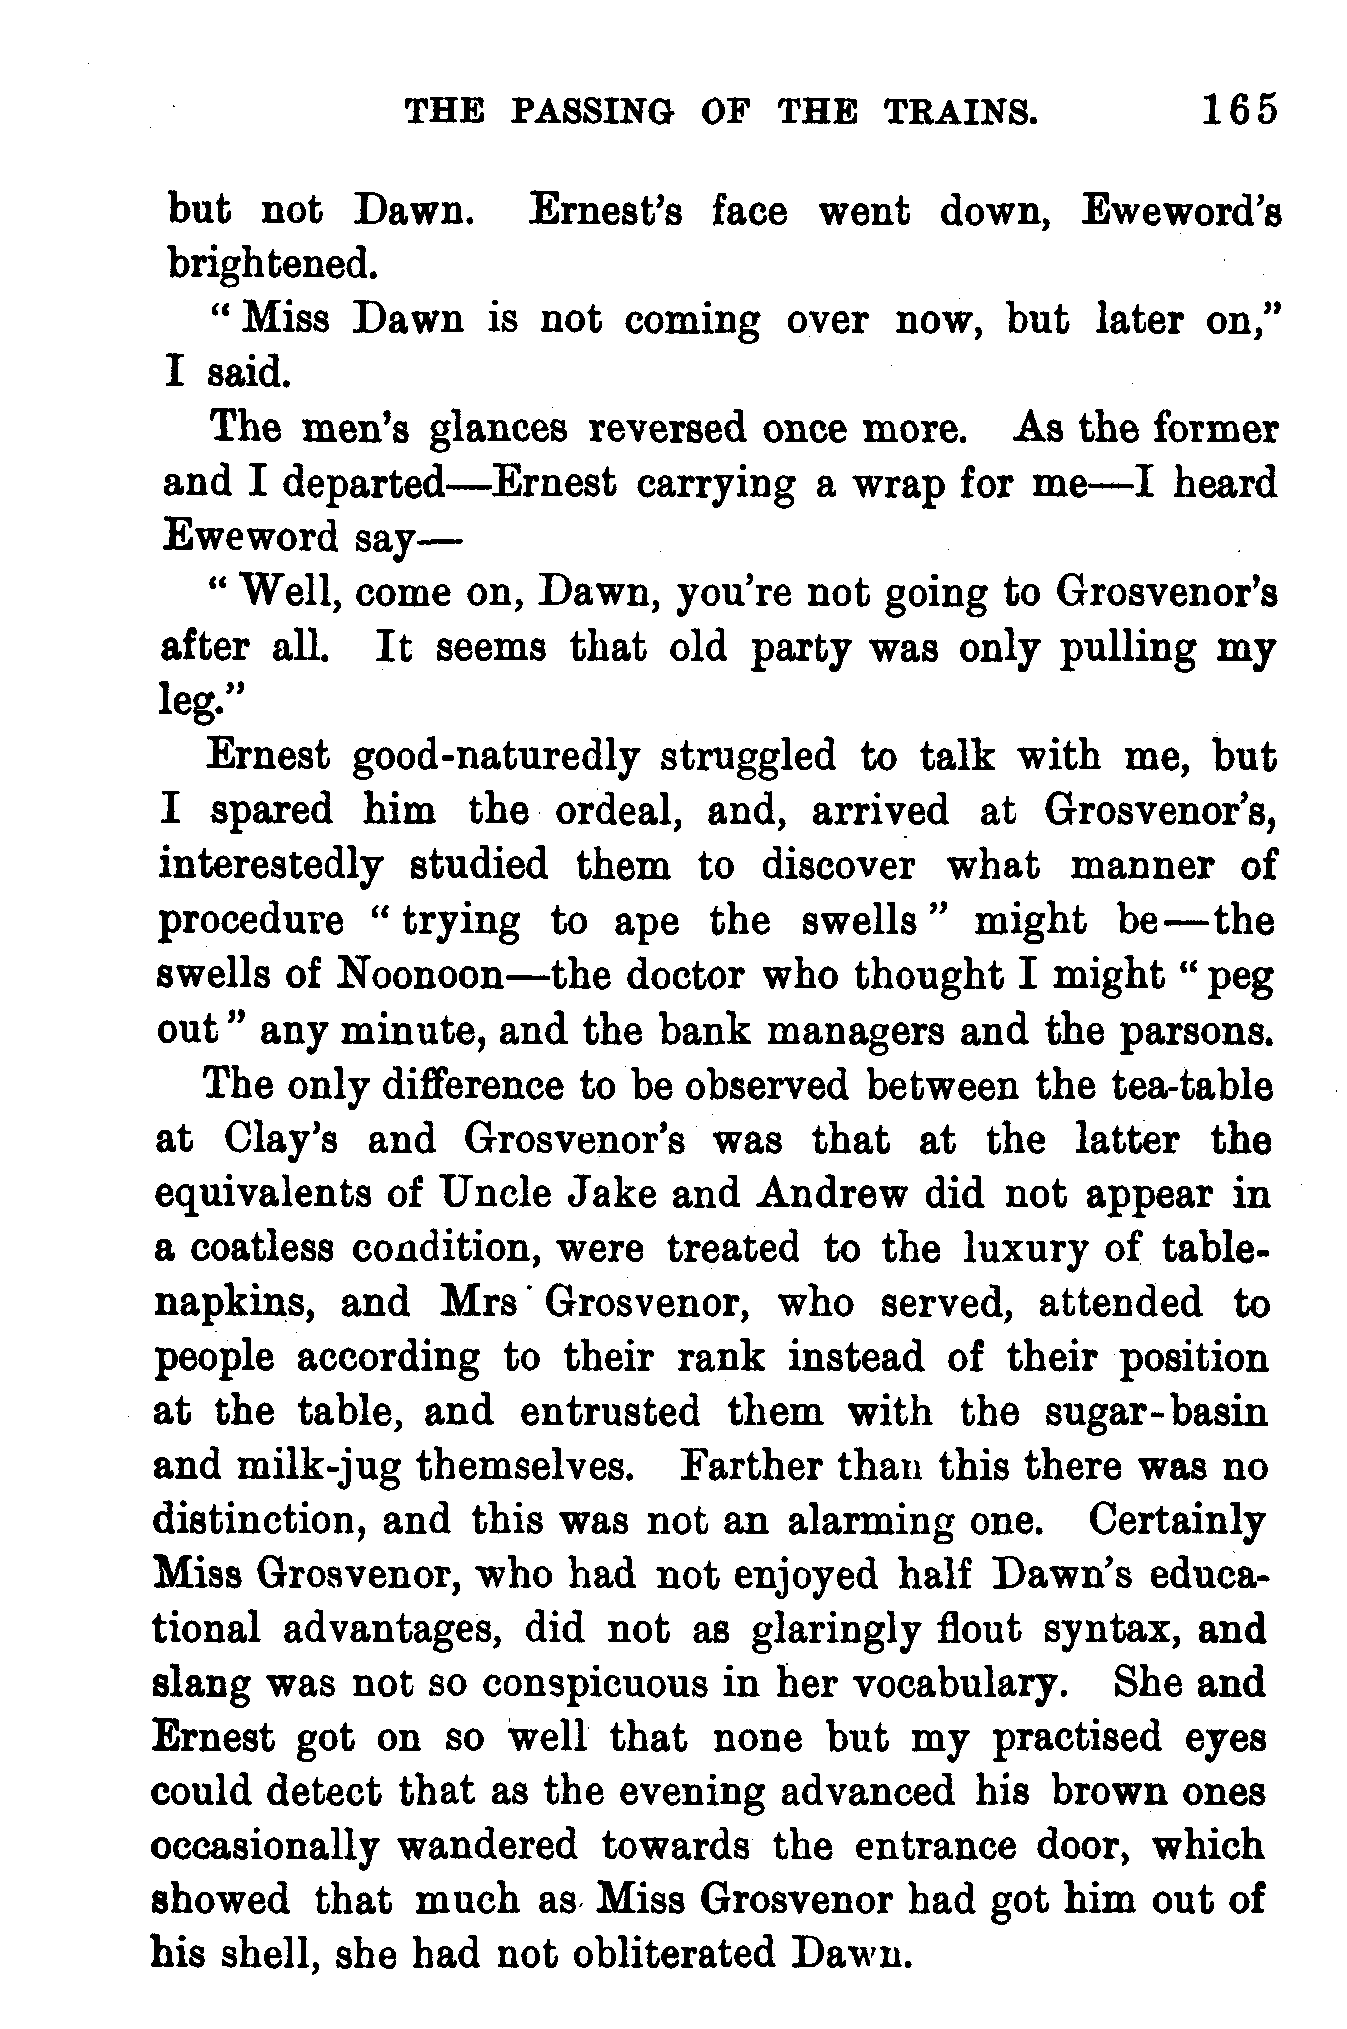 THE PASSING OF THE TRAINS. 165
but not Dawn. Ernest's face went down, Eweword's
brightened.
"Miss Dawn is not coming over now, but later on,"
I said.
The men's glances reversed once more. As the former
and I departed—Ernest carrying a wrap for me—I heard
Eweword say—
"Well, come on, Dawn, you're not going to Grosvenor's
after all. It seems that old party was only pulling my
leg."
Ernest good-naturedly struggled to talk with me, but
I spared him the ordeal, and, arrived at Grosvenor's,
interestedly studied them to discover what manner of
procedure "trying to ape the swells" might be—the
swells of Noonoon—the doctor who thought I might "peg
out" any minute, and the bank managers and the parsons.
The only difference to be observed between the tea-table
at Clay's and Grosvenor's was that at the latter the
equivalents of Uncle Jake and Andrew did not appear in
a coatless condition, were treated to the luxury of table-
napkins, and Mrs Grosvenor, who served, attended to
people according to their rank instead of their position
at the table, and entrusted them with the sugar-basin
and milk-jug themselves. Farther than this there was no
distinction, and this was not an alarming one. Certainly
Miss Grosvenor, who had not enjoyed half Dawn's educa-
tional advantages, did not as glaringly flout syntax, and
slang was not so conspicuous in her vocabulary. She and
Ernest got on so well that none but my practised eyes
could detect that as the evening advanced his brown ones
occasionally wandered towards the entrance door, which
showed that much as Miss Grosvenor had got him out of
his shell, she had not obliterated Dawn.